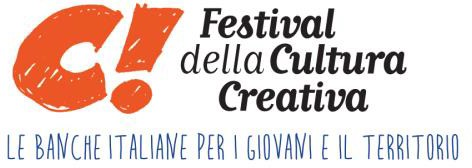 C! Festival
della Cultura
Creativa
LE BANCHE ITALIANE PER I GIOVANI E IL TERRITORIO